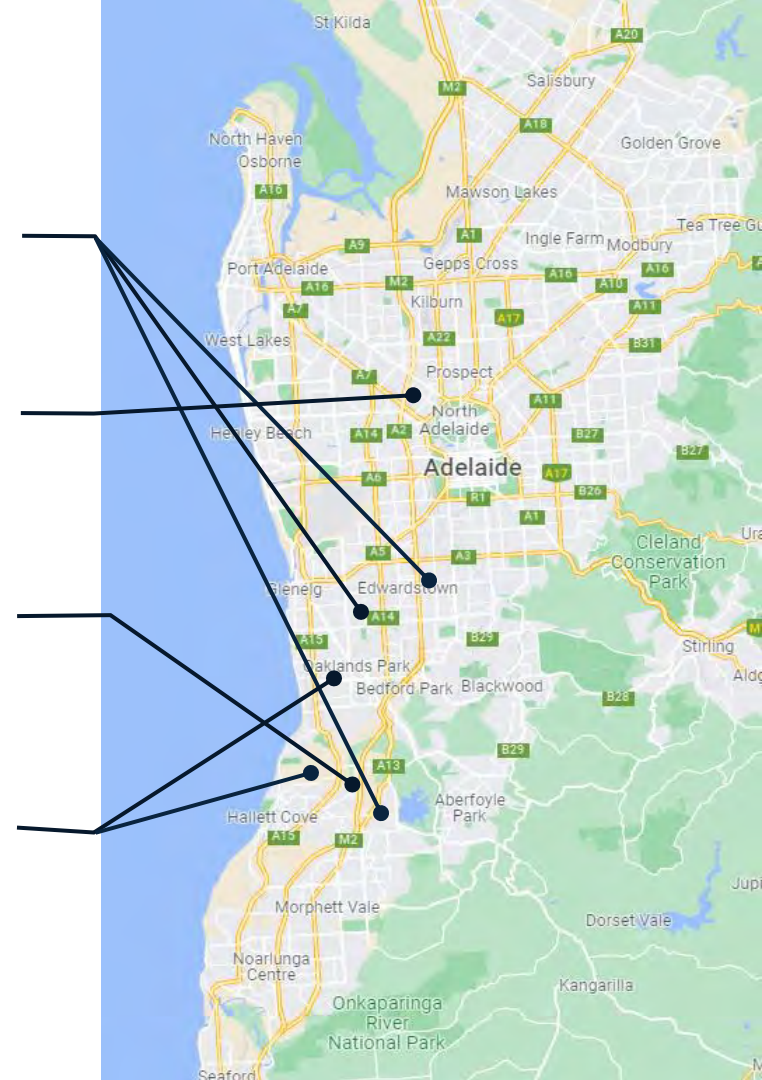 St Kilda
A20
Salisbury
M2
A18
North Haven
Golden Grove
Osborne
A16
Mawson Lakes
Tea Tree Gu
A1
Ingle Farm
Modbury
A9
Port Adelaide
Gepps Cross
A16
A16
M2
A16
A10
Kilburn
A7
A11
A17
West Lakes
A22
B31
Prospect
A7
A11
North
Adelaide
Henley Beach
A14
A2
B27
B27
Adelaide
A6
A17
R1
B26
A1
Ura
Cleland
Conservation
Park
A5
A3
Glenelg
Edwardstown
A14
M
A15
B29
Stirling
Oaklands Park
Aldg
Bedford Park
Blackwood
B28
B29
A13
Aberfoyle
Park
Hallett Cove
A15
M2
Jupi
Morphett Vale
Dorset Vale
Noarlunga
Centre
Kangarilla
Onkaparinga
River
National Park
Seaford
M